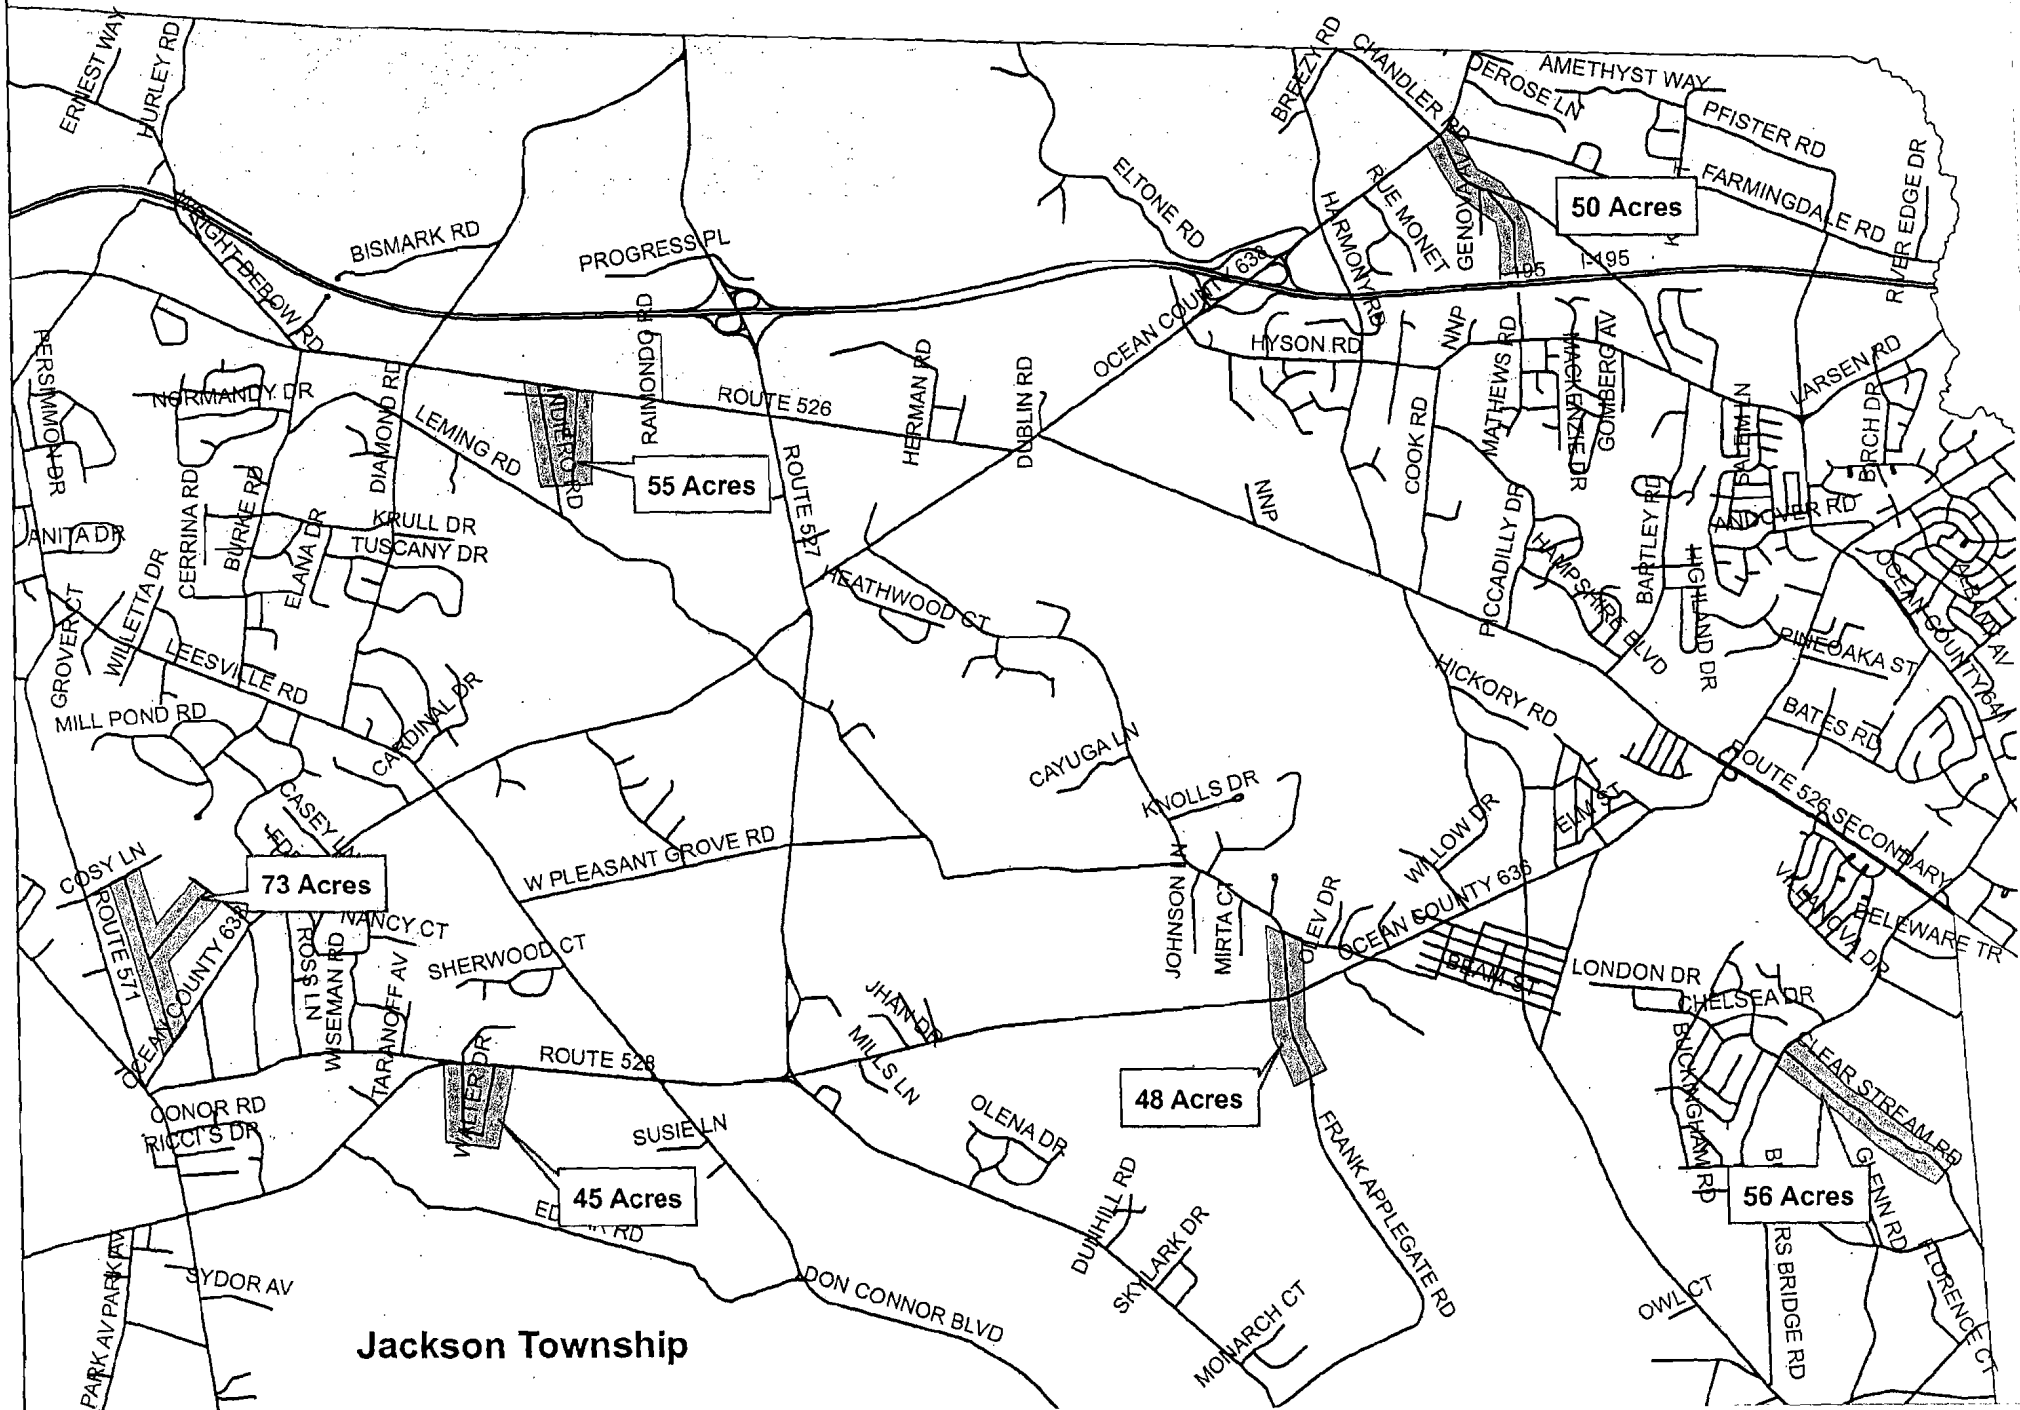 ERNEST WAY
HURLEY RD
BREEZY RD
CHANDLER RD
DEROSE LN
AMETHYST WAY
PFISTER RD
FARMINGDALE RD
RIVER EDGE DR
50 Acres
ELTONE RD
HARMONY RD
RUE MONET
GENOVA
I-195
I-195
WRIGHT DEBOW RD
BISMARK RD
PROGRESS PL
OCEAN COUNTY 638
HYSON RD
NNP
MATHEWS RD
MACKENZIE DR
GOMBERG AV
LARSEN RD
PERSIMMON DR
NORMANDY DR
DIAMOND RD
LEMING RD
RAIMONDO RD
ROUTE 526
HERMAN RD
DUBLIN RD
COOK RD
SALEM LN
BIRCH DR
55 Acres
ROUTE 527
NNP
PICCADILLY DR
HAMPSHIRE BLVD
BARTLEY RD
HIGHLAND DR
ANDOVER RD
OCEAN COUNTY 641
ALBANY AV
ANITA DR
CERRINA RD
BURKE RD
ELANA DR
KRULL DR
TUSCANY DR
GROVER CT
WILLETTA DR
LEESVILLE RD
HEATHWOOD CT
PINEOAKA ST
HICKORY RD
BATES RD
MILL POND RD
CARDINAL DR
CAYUGA LN
KNOLLS DR
WILLOW DR
ELM ST
ROUTE 526 SECONDARY
CASEY LN
W PLEASANT GROVE RD
COSY LN
73 Acres
ROUTE 571
OCEAN COUNTY 638
NANCY CT
ROSS LN
WISEMAN RD
TARANOFF AV
SHERWOOD CT
JOHNSON LN
MIRTA CT
OCEAN COUNTY 636
BEAM ST
VILLANOVA DR
BELEWARE TR
LONDON DR
CHELSEA DR
BUCKINGHAM RD
CLEAR STREAM RD
JHAN DR
MILLS LN
ROUTE 528
WALTER DR
48 Acres
CONOR RD
RICCI'S DR
SUSIE LN
OLENA DR
FRANK APPLEGATE RD
56 Acres
GLENN RD
45 Acres
DUNHILL RD
SKYLARK DR
PARK AV
PARK AV
SYDOR AV
DON CONNOR BLVD
MONARCH CT
OWL CT
RS BRIDGE RD
FLORENCE CT
Jackson Township